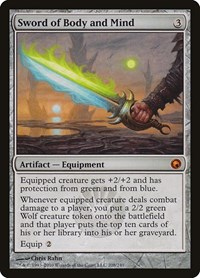 Sword of Body and Mind 3
Artifact — Equipment
Equipped creature gets +2/+2 and has
protection from green and from blue.
Whenever equipped creature deals combat
damage to a player, you put a 2/2 green
Wolf creature token onto the battlefield
and that player puts the top ten cards of
his or her library into his or her graveyard.
Equip 2
Chris Rahn